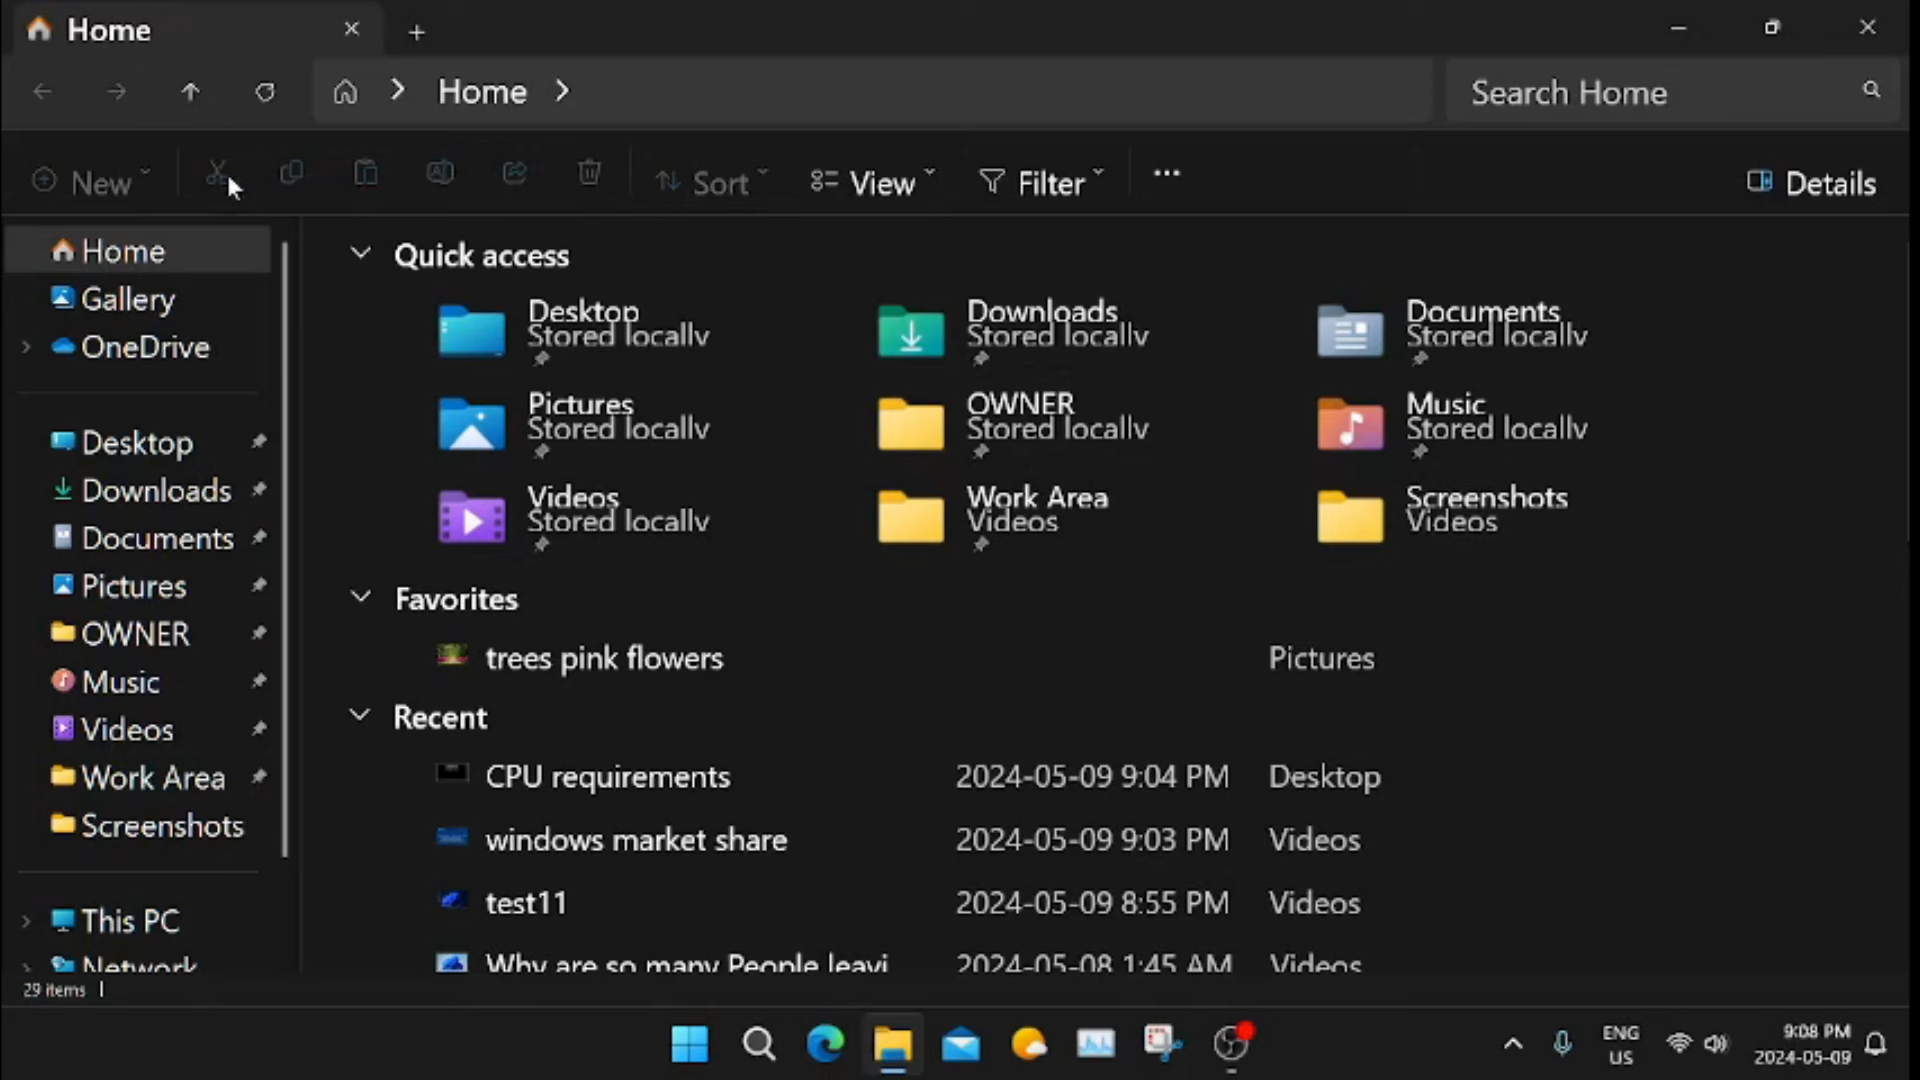 Home
Home
Search Home
New
Sort
View
Filter
Details
Home
Gallery
OneDrive
Desktop
Downloads
Documents
Pictures
OWNER
Music
Videos
Work Area
Screenshots
This PC
Network
Quick access
Desktop
Stored locally
Downloads
Stored locally
Documents
Stored locally
Pictures
Stored locally
OWNER
Stored locally
Music
Stored locally
Videos
Stored locally
Work Area
Videos
Screenshots
Videos
Favorites
trees pink flowers Pictures
Recent
CPU requirements 2024-05-09 9:04 PM Desktop
windows market share 2024-05-09 9:03 PM Videos
test11 2024-05-09 8:55 PM Videos
Why are so many People leavi 2024-05-08 1:45 AM Videos
29 items
ENG
US
9:08 PM
2024-05-09